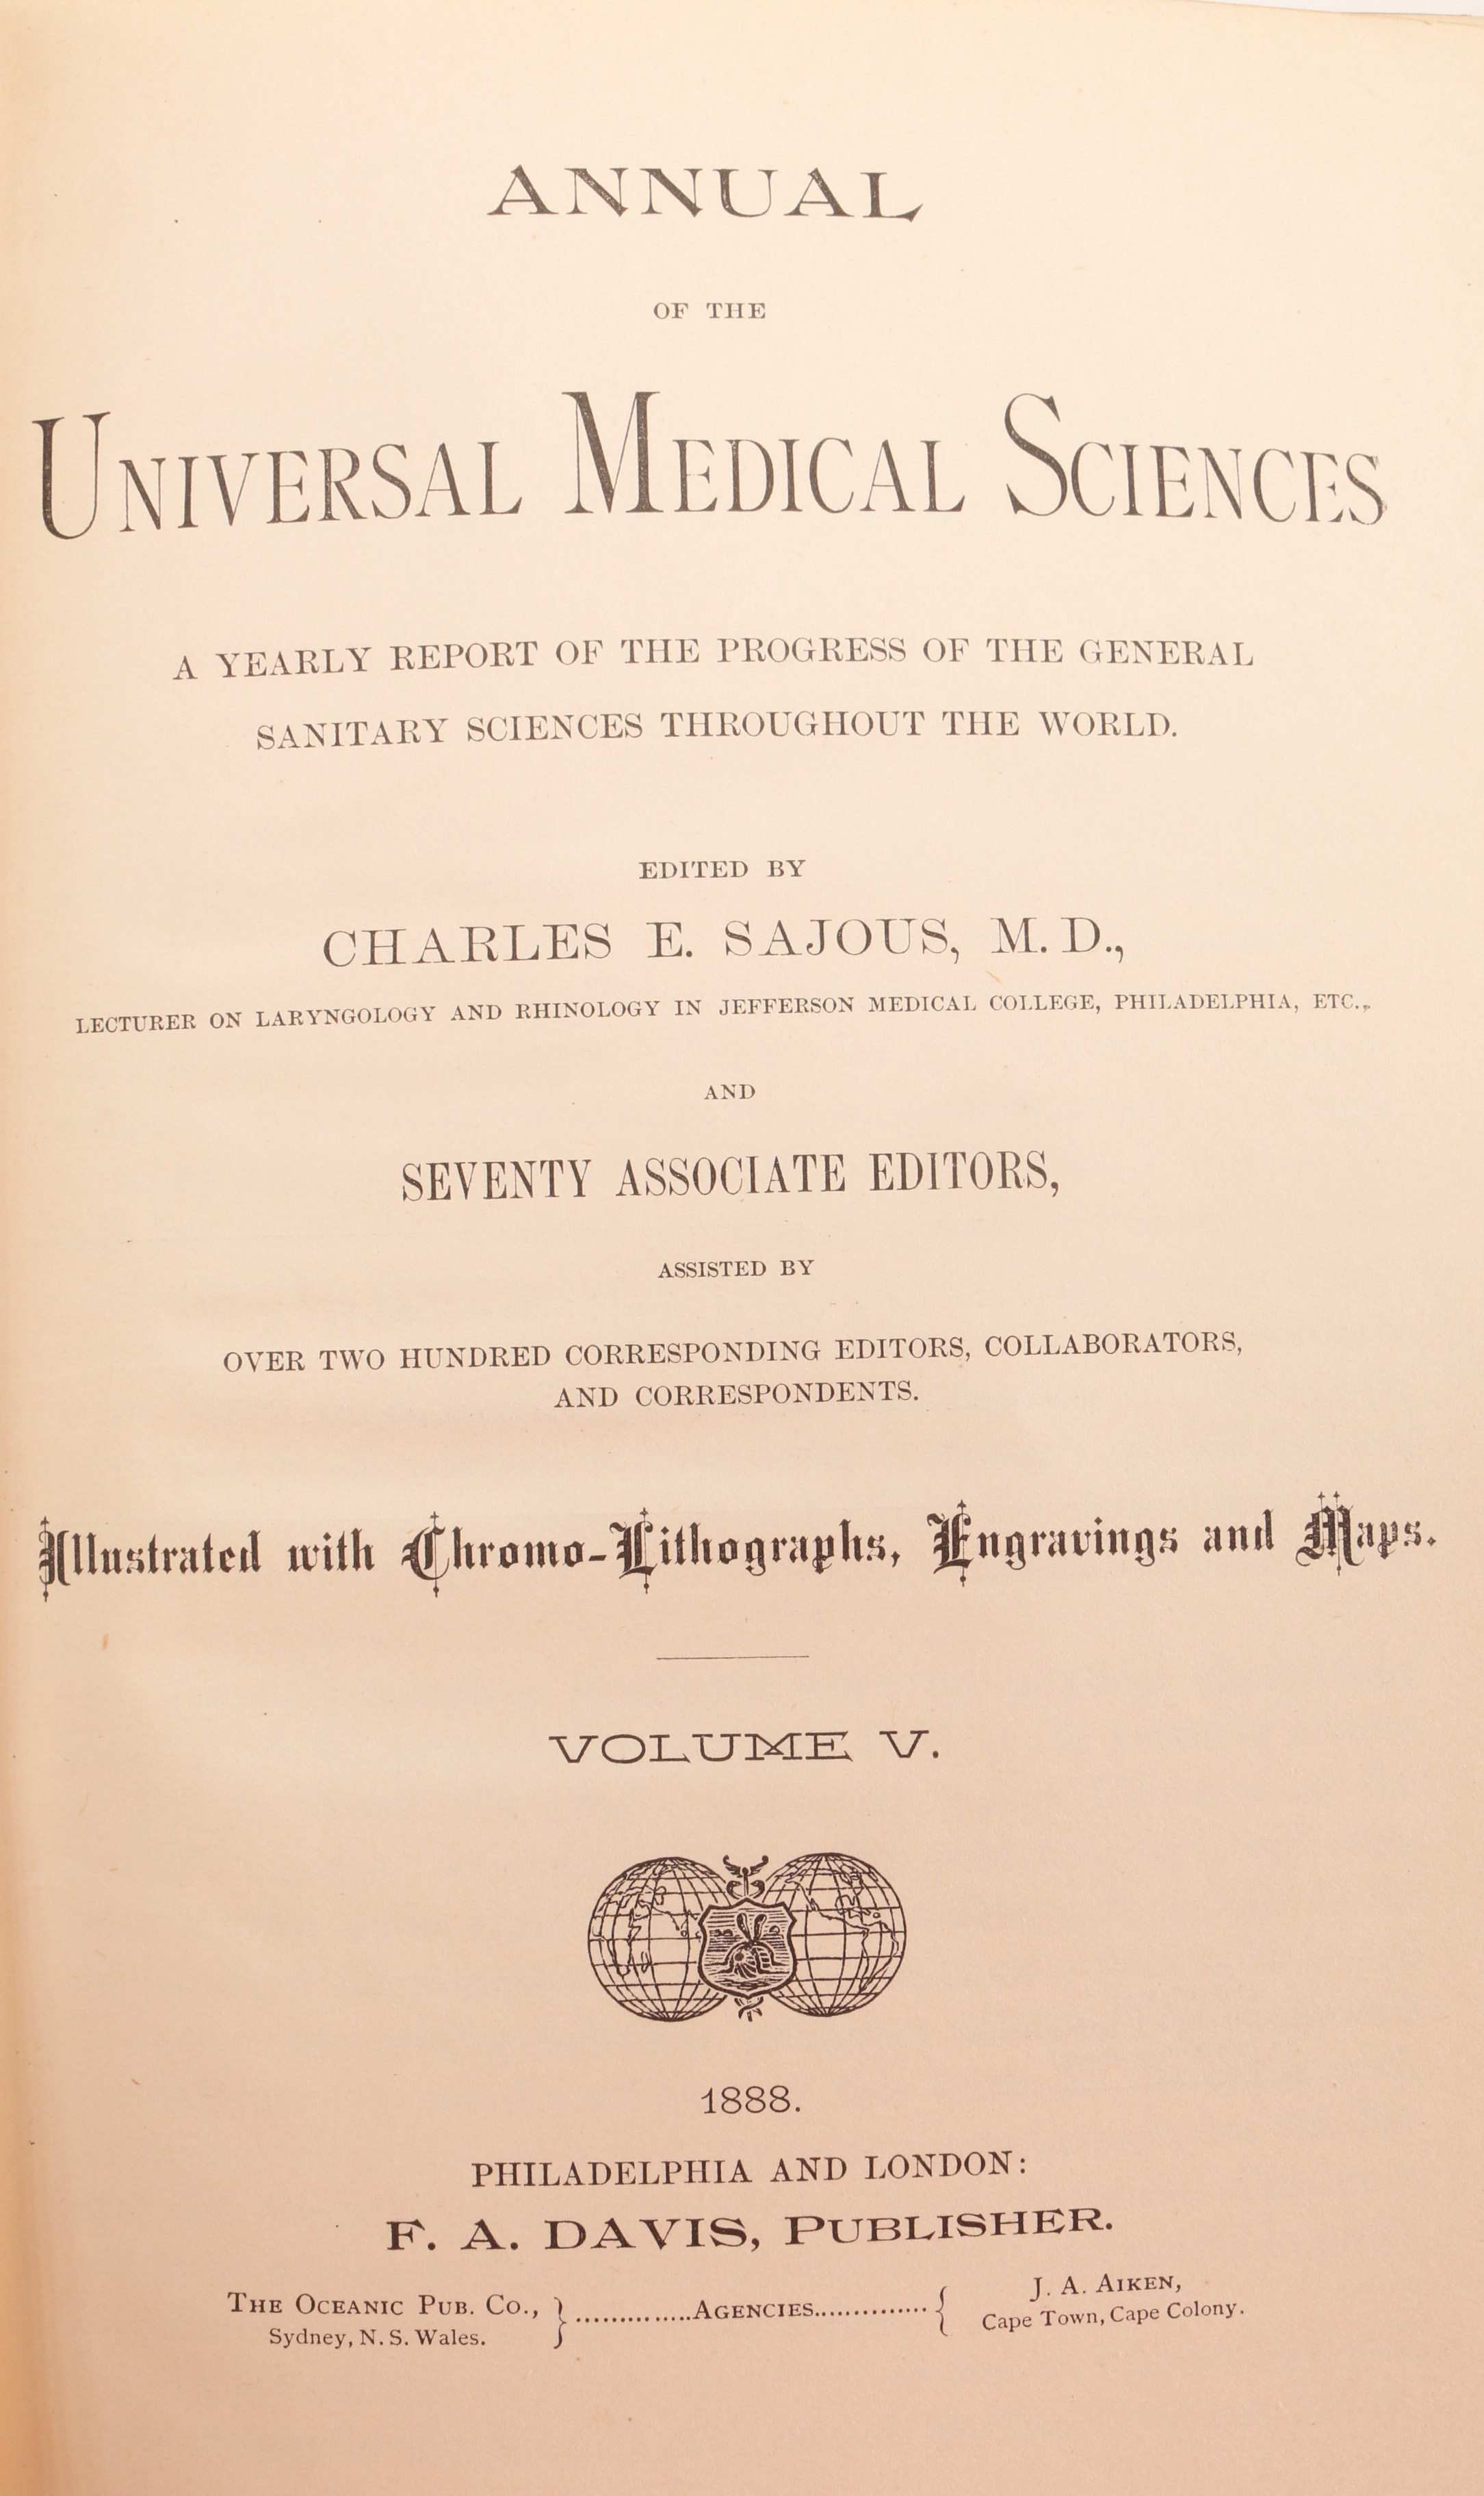 ANNUAL
OF THE
UNIVERSAL MEDICAL SCIENCES
A YEARLY REPORT OF THE PROGRESS OF THE GENERAL
SANITARY SCIENCES THROUGHOUT THE WORLD.
EDITED BY
CHARLES E. SAJOUS, M. D.,
LECTURER ON LARYNGOLOGY AND RHINOLOGY IN JEFFERSON MEDICAL COLLEGE, PHILADELPHIA, ETC.,
AND
SEVENTY ASSOCIATE EDITORS,
ASSISTED BY
OVER TWO HUNDRED CORRESPONDING EDITORS, COLLABORATORS,
AND CORRESPONDENTS.
Illustrated with Chromo-Lithographs, Engravings and Maps.
VOLUME V.
1888.
PHILADELPHIA AND LONDON:
F. A. DAVIS, PUBLISHER.
THE OCEANIC PUB. CO.,
Sydney, N. S. Wales.
}..............AGENCIES..............{
J. A. AIKEN,
Cape Town, Cape Colony.